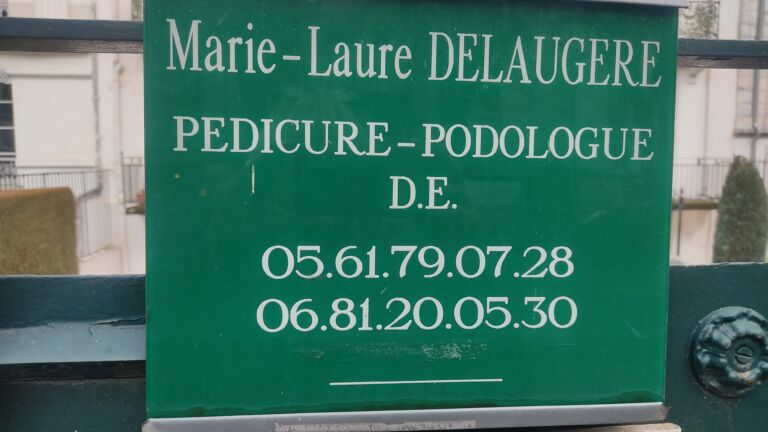 Marie-Laure DELAUGERE
PEDICURE-PODOLOGUE
D.E.
05.61.79.07.28
06.81.20.05.30